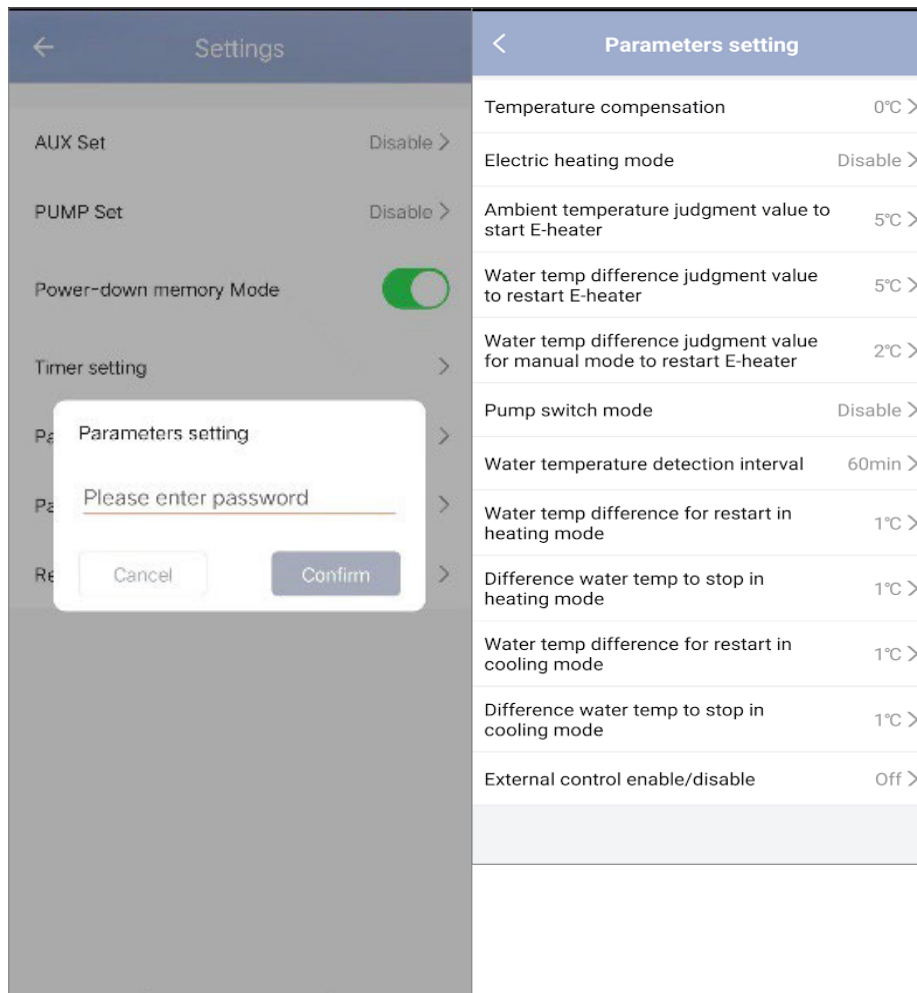 Settings
AUX Set
Disable
PUMP Set
Disable
Power-down memory Mode
Timer setting
Pa
Parameters setting
Please enter password
Pa
Re
Cancel
Confirm
Parameters setting
Temperature compensation
0°C
Electric heating mode
Disable
Ambient temperature judgment value to
start E-heater
5°C
Water temp difference judgment value
to restart E-heater
5°C
Water temp difference judgment value
for manual mode to restart E-heater
2°C
Pump switch mode
Disable
Water temperature detection interval
60min
Water temp difference for restart in
heating mode
1°C
Difference water temp to stop in
heating mode
1°C
Water temp difference for restart in
cooling mode
1°C
Difference water temp to stop in
cooling mode
1°C
External control enable/disable
Off